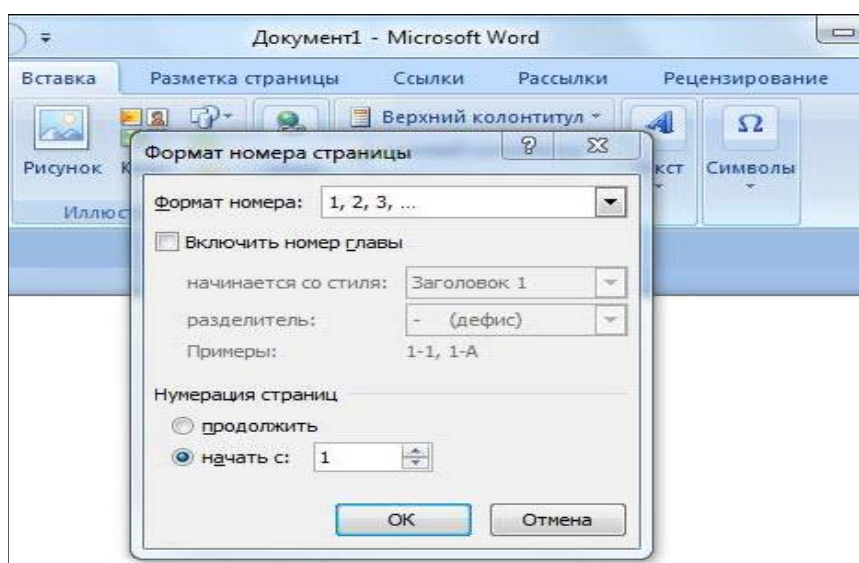 Документ1 - Microsoft Word
Вставка Разметка страницы Ссылки Рассылки Рецензирование
Верхний колонтитул
Рисунок Символы
Формат номера страницы
Формат номера: 1, 2, 3, ...
Включить номер главы
начинается со стиля: Заголовок 1
разделитель: - (дефис)
Примеры: 1-1, 1-A
Нумерация страниц
продолжить
начать с: 1
OK Отмена